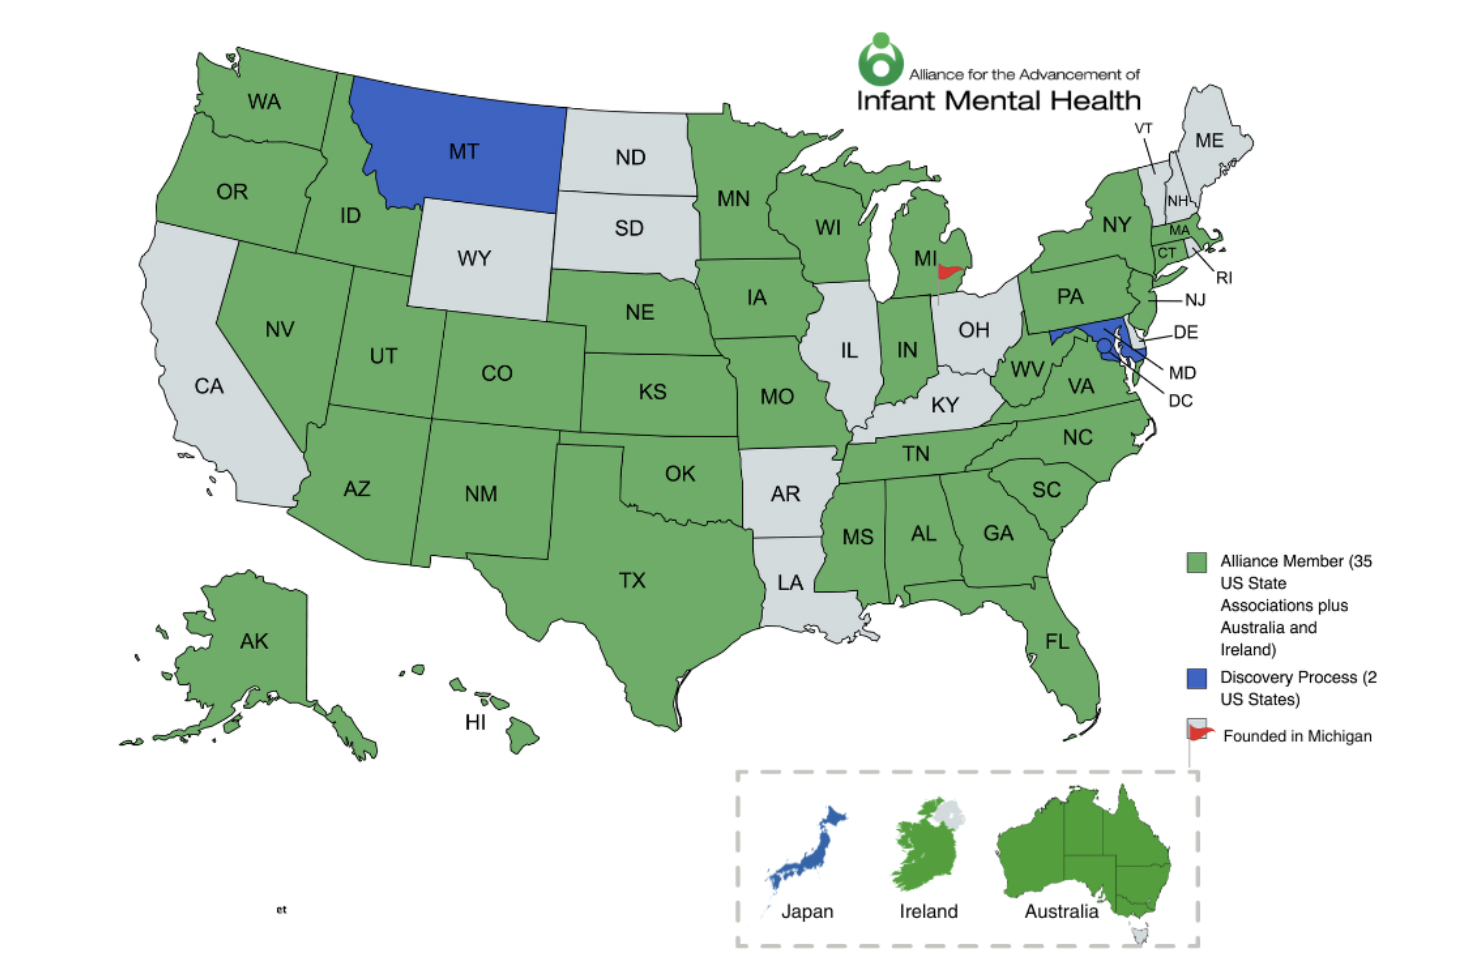 Alliance for the Advancement of
Infant Mental Health
WA
MT
ND
MN
VT
ME
OR
ID
SD
WI
MI
NY
NH
MA
CT
RI
WY
NE
IA
PA
NJ
NV
UT
CO
IL
IN
OH
DE
MD
DC
CA
KS
MO
KY
WV
VA
AZ
NM
OK
AR
TN
NC
SC
MS
AL
GA
TX
LA
FL
AK
HI
Alliance Member (35
US State
Associations plus
Australia and
Ireland)
Discovery Process (2
US States)
Founded in Michigan
Japan
Ireland
Australia
et